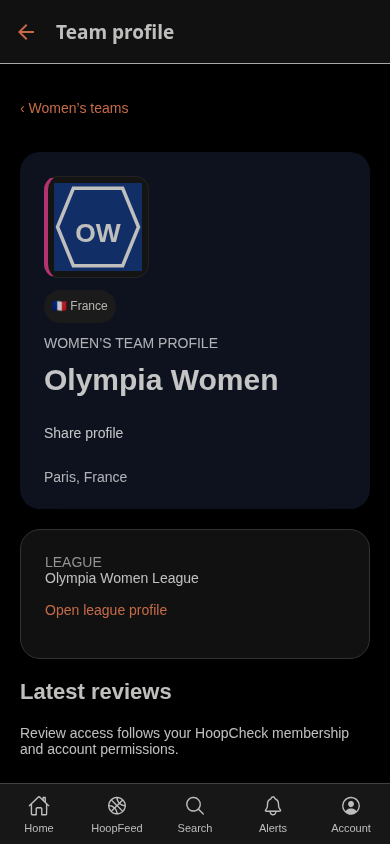 Team profile
‹ Women's teams
OW
France
WOMEN'S TEAM PROFILE
Olympia Women
Share profile
Paris, France
LEAGUE
Olympia Women League
Open league profile
Latest reviews
Review access follows your HoopCheck membership
and account permissions.
Home HoopFeed Search Alerts Account